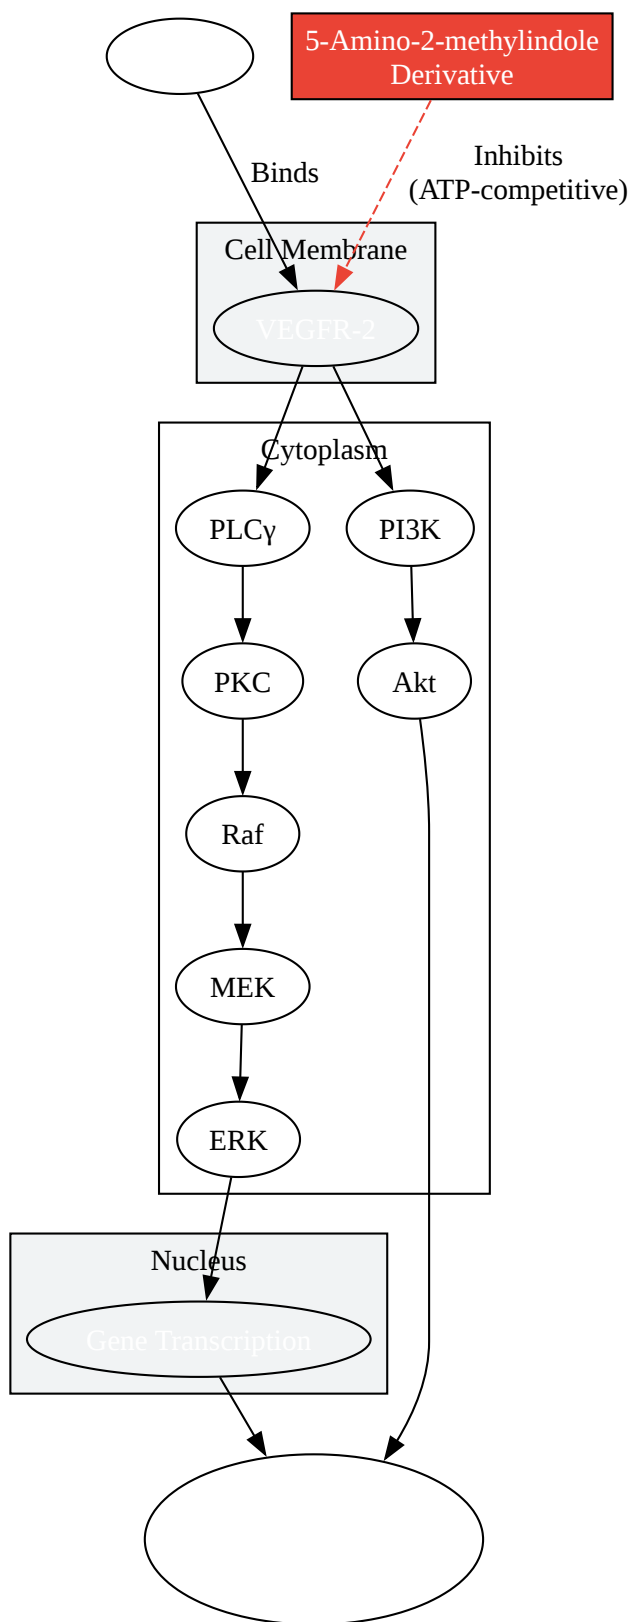 5-Amino-2-methylindole
Derivative
Binds
Inhibits
(ATP-competitive)
Cell Membrane
VEGFR-2
Cytoplasm
PLCγ
PI3K
PKC
Akt
Raf
MEK
ERK
Nucleus
Gene Transcription